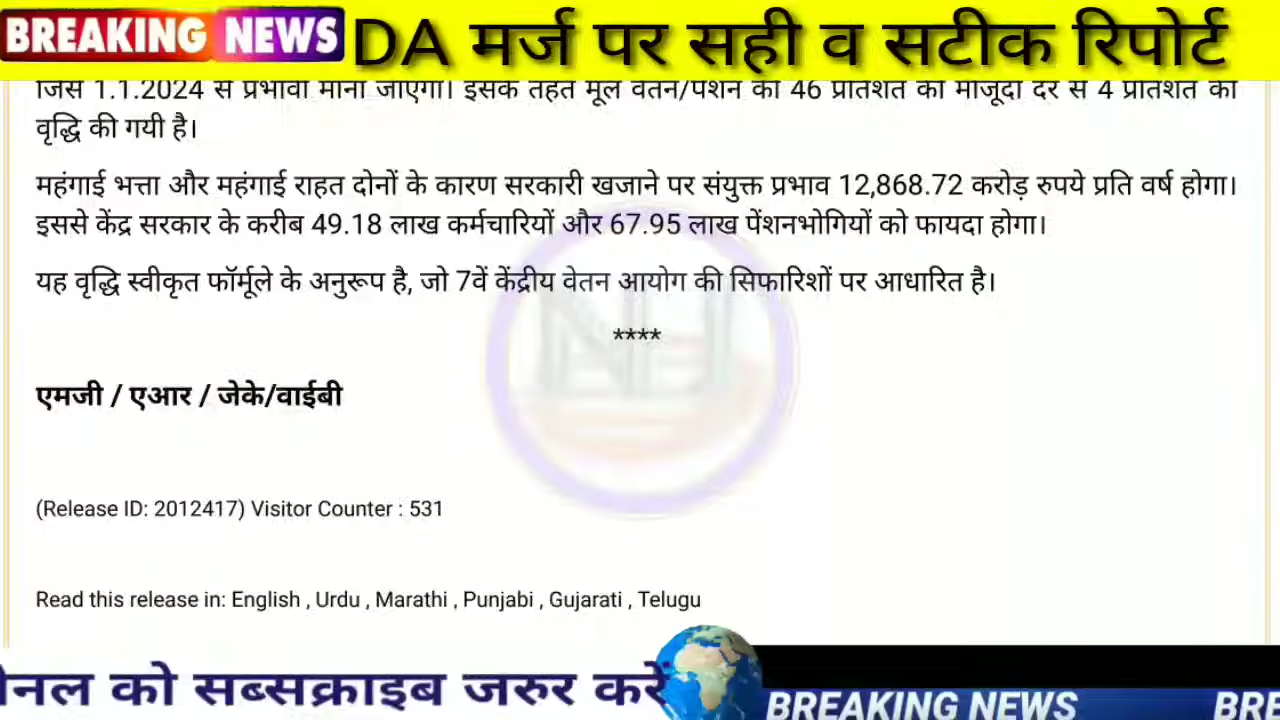 BREAKING NEWS DA मर्ज पर सही व सटीक रिपोर्ट
जिसे 1.1.2024 से प्रभावी माना जाएगा। इसके तहत मूल वेतन/पेंशन की 46 प्रतिशत की मौजूदा दर से 4 प्रतिशत की
वृद्धि की गयी है।
महंगाई भत्ता और महंगाई राहत दोनों के कारण सरकारी खजाने पर संयुक्त प्रभाव 12,868.72 करोड़ रुपये प्रति वर्ष होगा।
इससे केंद्र सरकार के करीब 49.18 लाख कर्मचारियों और 67.95 लाख पेंशनभोगियों को फायदा होगा।
यह वृद्धि स्वीकृत फॉर्मूले के अनुरूप है, जो 7वें केंद्रीय वेतन आयोग की सिफारिशों पर आधारित है।
****
एमजी / एआर / जेके/वाईबी
(Release ID: 2012417) Visitor Counter : 531
Read this release in: English , Urdu , Marathi , Punjabi , Gujarati , Telugu
को सब्सक्राइब जरुर करें
BREAKING NEWS BRE